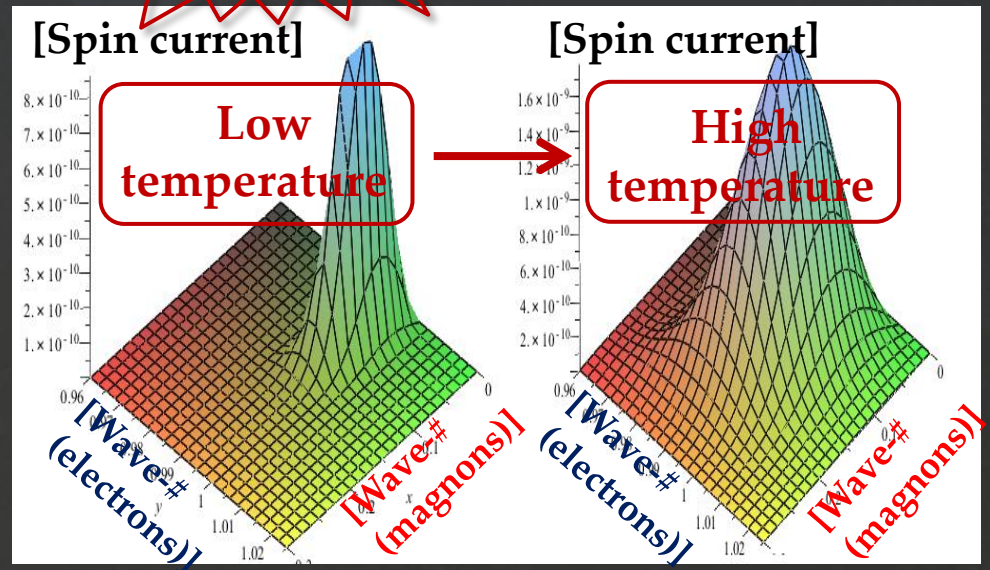 [Spin current]
Low
temperature
8. × 10⁻¹⁰
7. × 10⁻¹⁰
6. × 10⁻¹⁰
5. × 10⁻¹⁰
4. × 10⁻¹⁰
3. × 10⁻¹⁰
2. × 10⁻¹⁰
1. × 10⁻¹⁰
0.96
1
1.01
1.02
y
[Wave-#
(electrons)]
0
x
[Wave-#
(magnons)]
[Spin current]
High
temperature
1.6 × 10⁻⁹
1.4 × 10⁻⁹
1. × 10⁻⁹
8. × 10⁻¹⁰
6. × 10⁻¹⁰
4. × 10⁻¹⁰
2. × 10⁻¹⁰
0.96
1
1.01
1.02
[Wave-#
(electrons)]
0
[Wave-#
(magnons)]